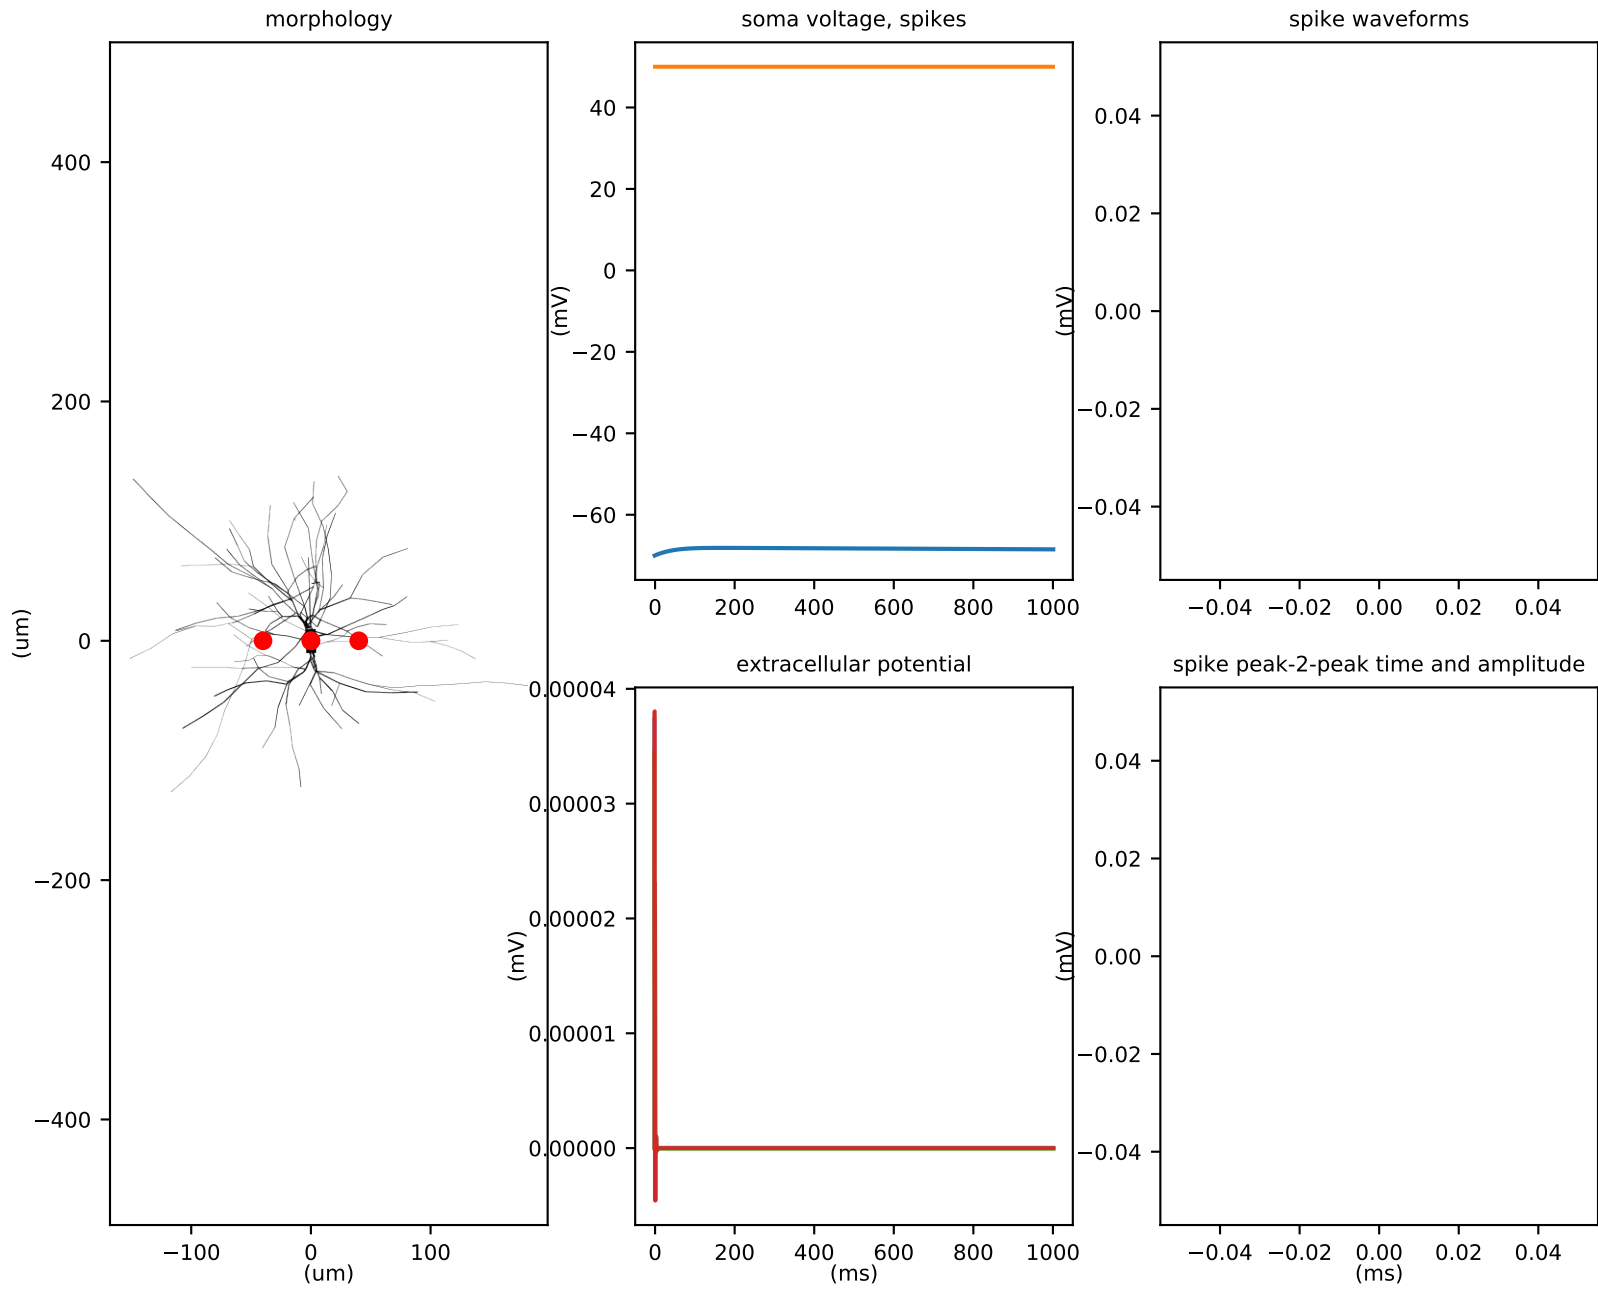 morphology
400
200
0
−200
−400
(um)
−100 0 100
(um)
soma voltage, spikes
40
20
0
−20
−40
−60
(mV)
0 200 400 600 800 1000
spike waveforms
0.04
0.02
0.00
−0.02
−0.04
(mV)
−0.04 −0.02 0.00 0.02 0.04
extracellular potential
0.00004
0.00003
0.00002
0.00001
0.00000
(mV)
0 200 400 600 800 1000
(ms)
spike peak-2-peak time and amplitude
0.04
0.02
0.00
−0.02
−0.04
(mV)
−0.04 −0.02 0.00 0.02 0.04
(ms)